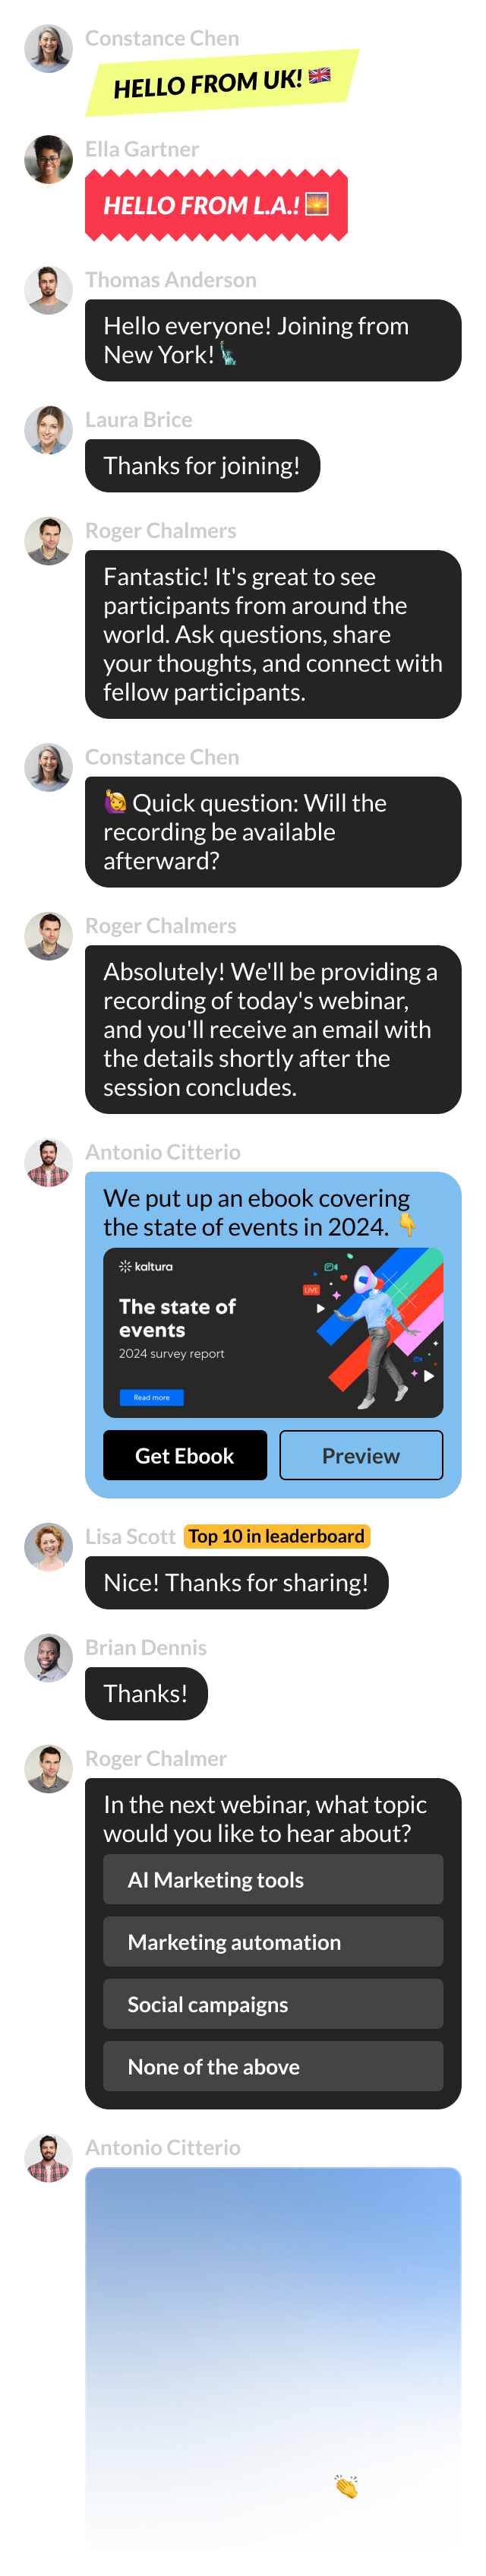 Constance Chen
HELLO FROM UK! 🇬🇧
Ella Gartner
HELLO FROM L.A.! 🌅
Thomas Anderson
Hello everyone! Joining from
New York! 🗽
Laura Brice
Thanks for joining!
Roger Chalmers
Fantastic! It's great to see
participants from around the
world. Ask questions, share
your thoughts, and connect with
fellow participants.
Constance Chen
🙋‍♀️ Quick question: Will the
recording be available
afterward?
Roger Chalmers
Absolutely! We'll be providing a
recording of today's webinar,
and you'll receive an email with
the details shortly after the
session concludes.
Antonio Citterio
We put up an ebook covering
the state of events in 2024. 👇
kaltura
LIVE
The state of
events
2024 survey report
Read more
Get Ebook
Preview
Lisa Scott Top 10 in leaderboard
Nice! Thanks for sharing!
Brian Dennis
Thanks!
Roger Chalmer
In the next webinar, what topic
would you like to hear about?
AI Marketing tools
Marketing automation
Social campaigns
None of the above
Antonio Citterio
👏